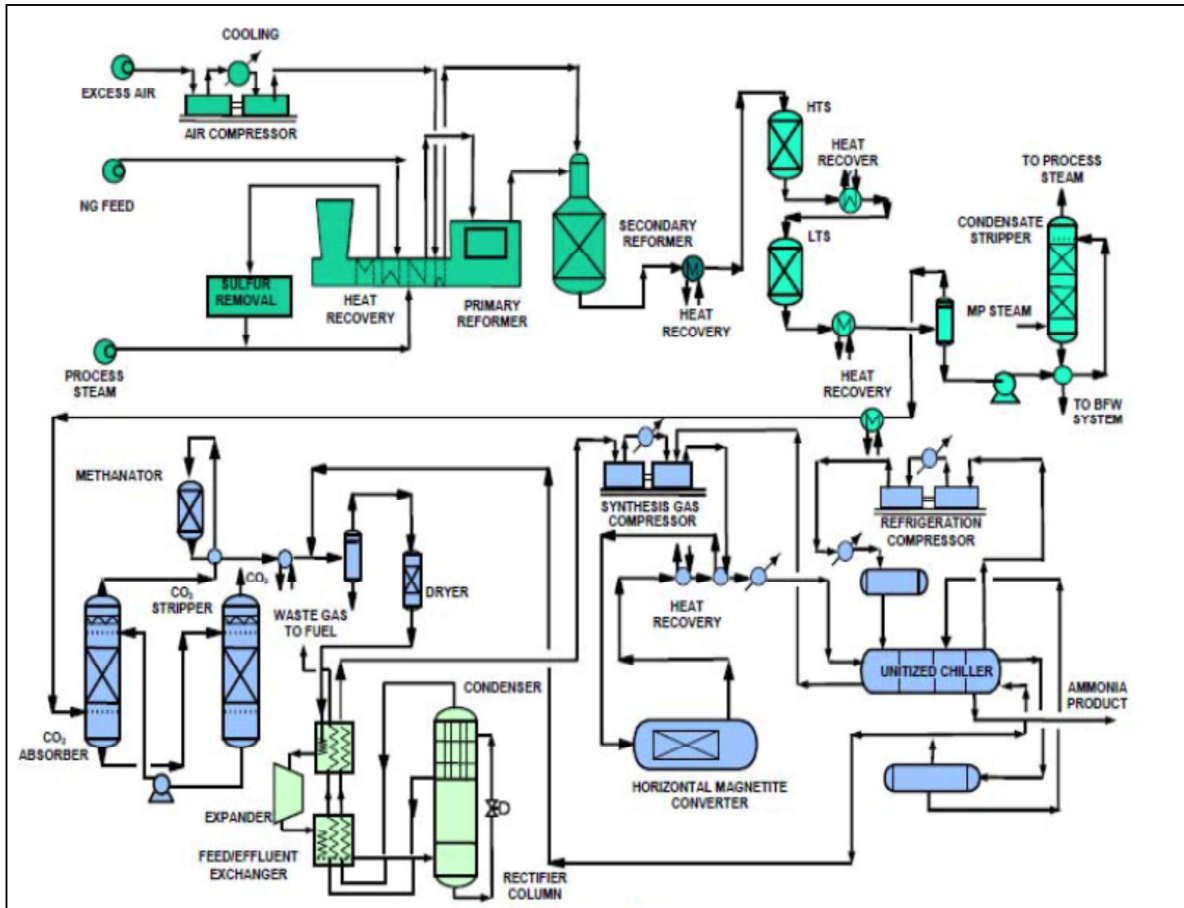 COOLING
EXCESS AIR
AIR COMPRESSOR
NG FEED
SULFUR
REMOVAL
HEAT
RECOVERY
PRIMARY
REFORMER
PROCESS
STEAM
SECONDARY
REFORMER
HEAT
RECOVERY
HTS
HEAT
RECOVER
Y
LTS
HEAT
RECOVERY
TO PROCESS
STEAM
CONDENSATE
STRIPPER
MP STEAM
TO BFW
SYSTEM
METHANATOR
CO₂
STRIPPER
CO₂
CO₂
ABSORBER
WASTE GAS
TO FUEL
DRYER
CONDENSER
EXPANDER
FEED/EFFLUENT
EXCHANGER
RECTIFIER
COLUMN
SYNTHESIS GAS
COMPRESSOR
HEAT
RECOVERY
HORIZONTAL MAGNETITE
CONVERTER
REFRIGERATION
COMPRESSOR
UNITIZED CHILLER
AMMONIA
PRODUCT